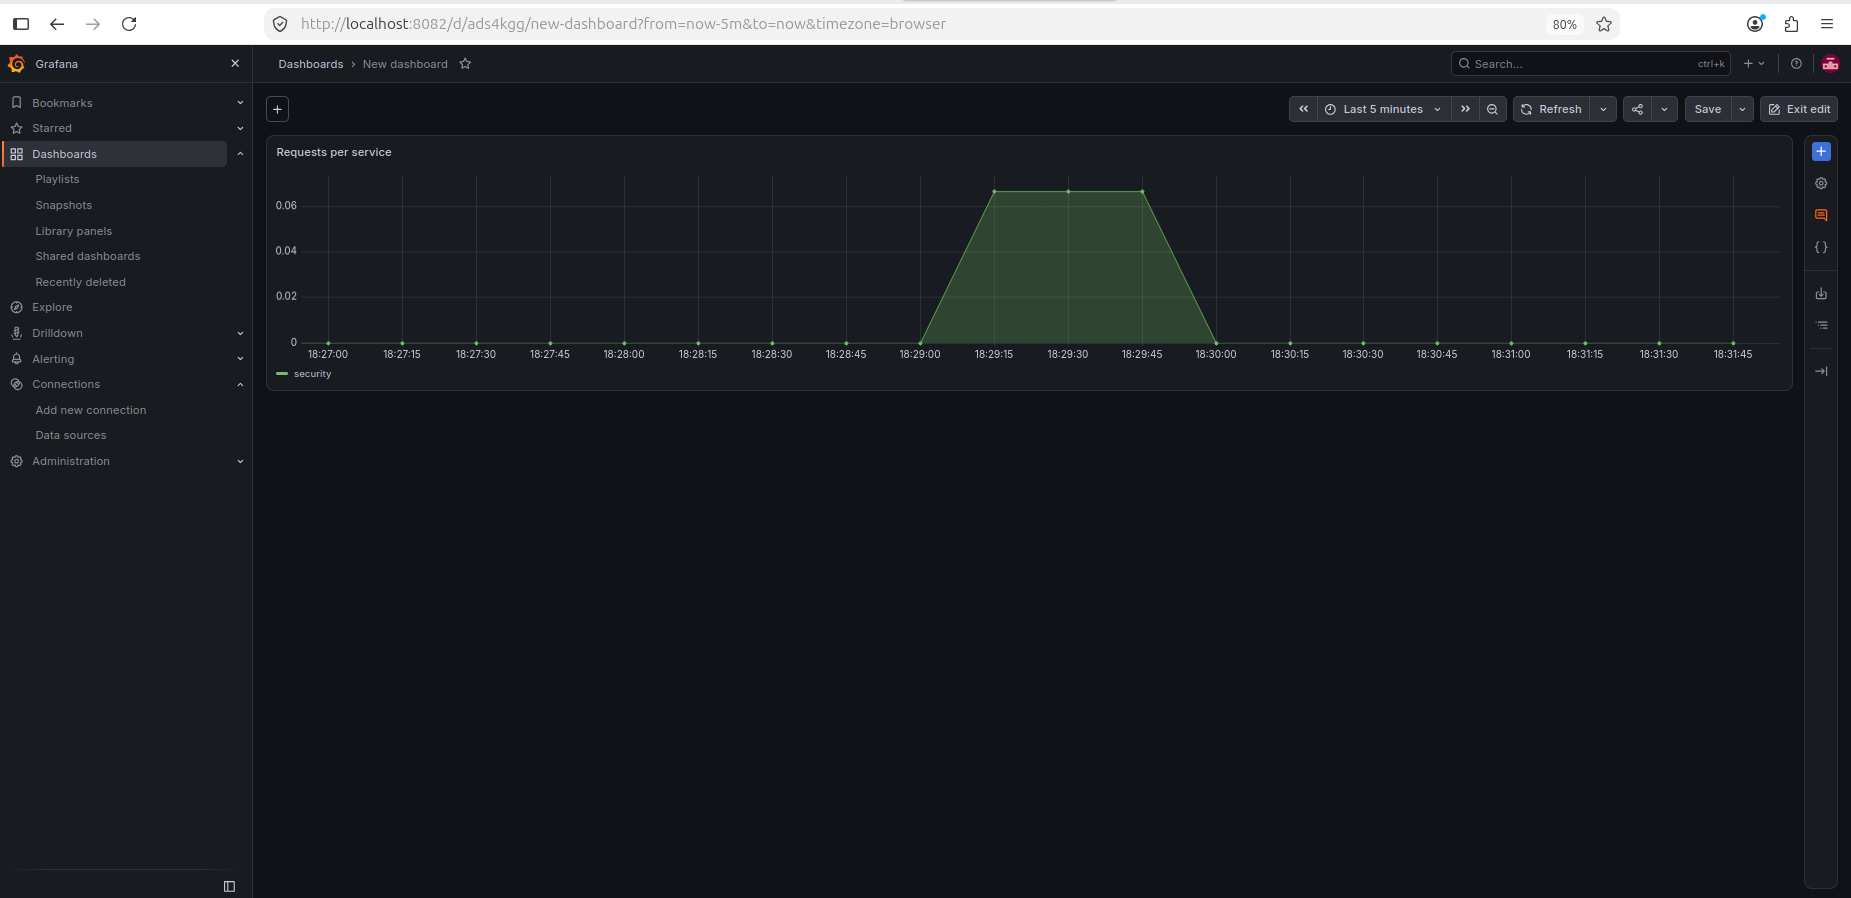 http://localhost:8082/d/ads4kgg/new-dashboard?from=now-5m&to=now&timezone=browser
80%
Grafana
Dashboards › New dashboard
Search...
ctrl+k
Bookmarks
Starred
Dashboards
Playlists
Snapshots
Library panels
Shared dashboards
Recently deleted
Explore
Drilldown
Alerting
Connections
Add new connection
Data sources
Administration
Last 5 minutes
Refresh
Save
Exit edit
Requests per service
0.06
0.04
0.02
0
18:27:00 18:27:15 18:27:30 18:27:45 18:28:00 18:28:15 18:28:30 18:28:45 18:29:00 18:29:15 18:29:30 18:29:45 18:30:00 18:30:15 18:30:30 18:30:45 18:31:00 18:31:15 18:31:30 18:31:45
security